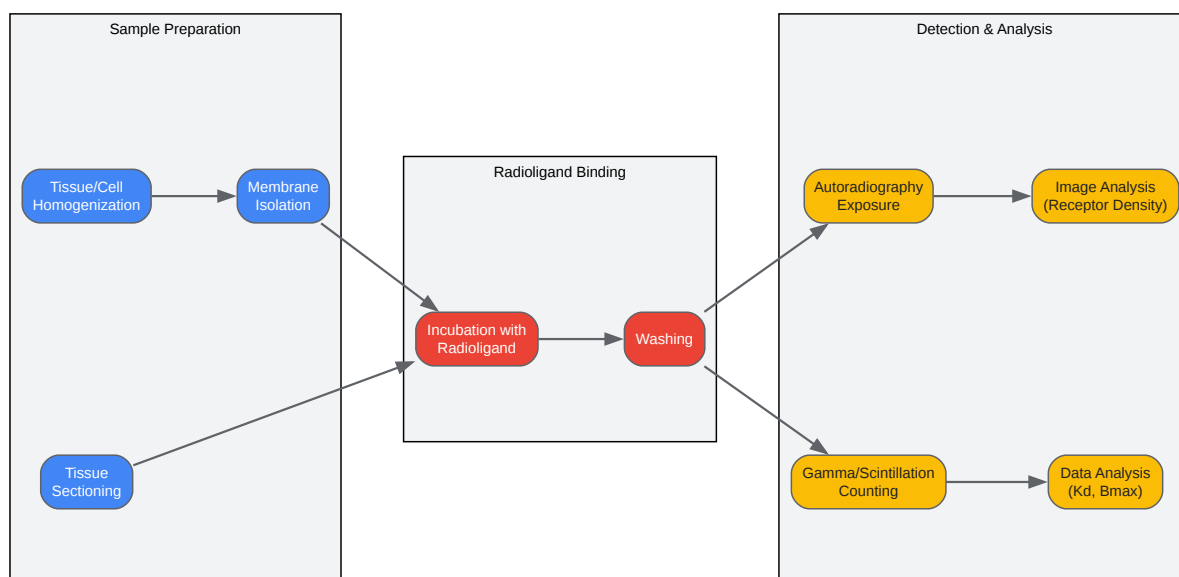 Sample Preparation
Tissue/Cell
Homogenization
Membrane
Isolation
Tissue
Sectioning
Radioligand Binding
Incubation with
Radioligand
Washing
Detection & Analysis
Autoradiography
Exposure
Image Analysis
(Receptor Density)
Gamma/Scintillation
Counting
Data Analysis
(Kd, Bmax)